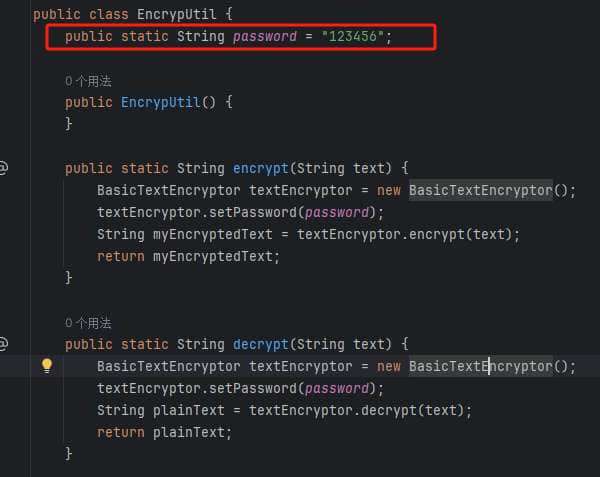 public class EncrypUtil {
public static String password = "123456";
0 个用法
public EncrypUtil() {
}
@
public static String encrypt(String text) {
BasicTextEncryptor textEncryptor = new BasicTextEncryptor();
textEncryptor.setPassword(password);
String myEncryptedText = textEncryptor.encrypt(text);
return myEncryptedText;
}
0 个用法
@
public static String decrypt(String text) {
BasicTextEncryptor textEncryptor = new BasicTextEncryptor();
textEncryptor.setPassword(password);
String plainText = textEncryptor.decrypt(text);
return plainText;
}